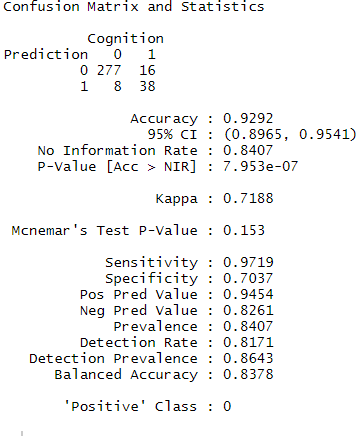 Confusion Matrix and Statistics
Cognition
Prediction 0 1
0 277 16
1 8 38
Accuracy : 0.9292
95% CI : (0.8965, 0.9541)
No Information Rate : 0.8407
P-Value [Acc > NIR] : 7.953e-07
Kappa : 0.7188
Mcnemar's Test P-Value : 0.153
Sensitivity : 0.9719
Specificity : 0.7037
Pos Pred Value : 0.9454
Neg Pred Value : 0.8261
Prevalence : 0.8407
Detection Rate : 0.8171
Detection Prevalence : 0.8643
Balanced Accuracy : 0.8378
'Positive' Class : 0